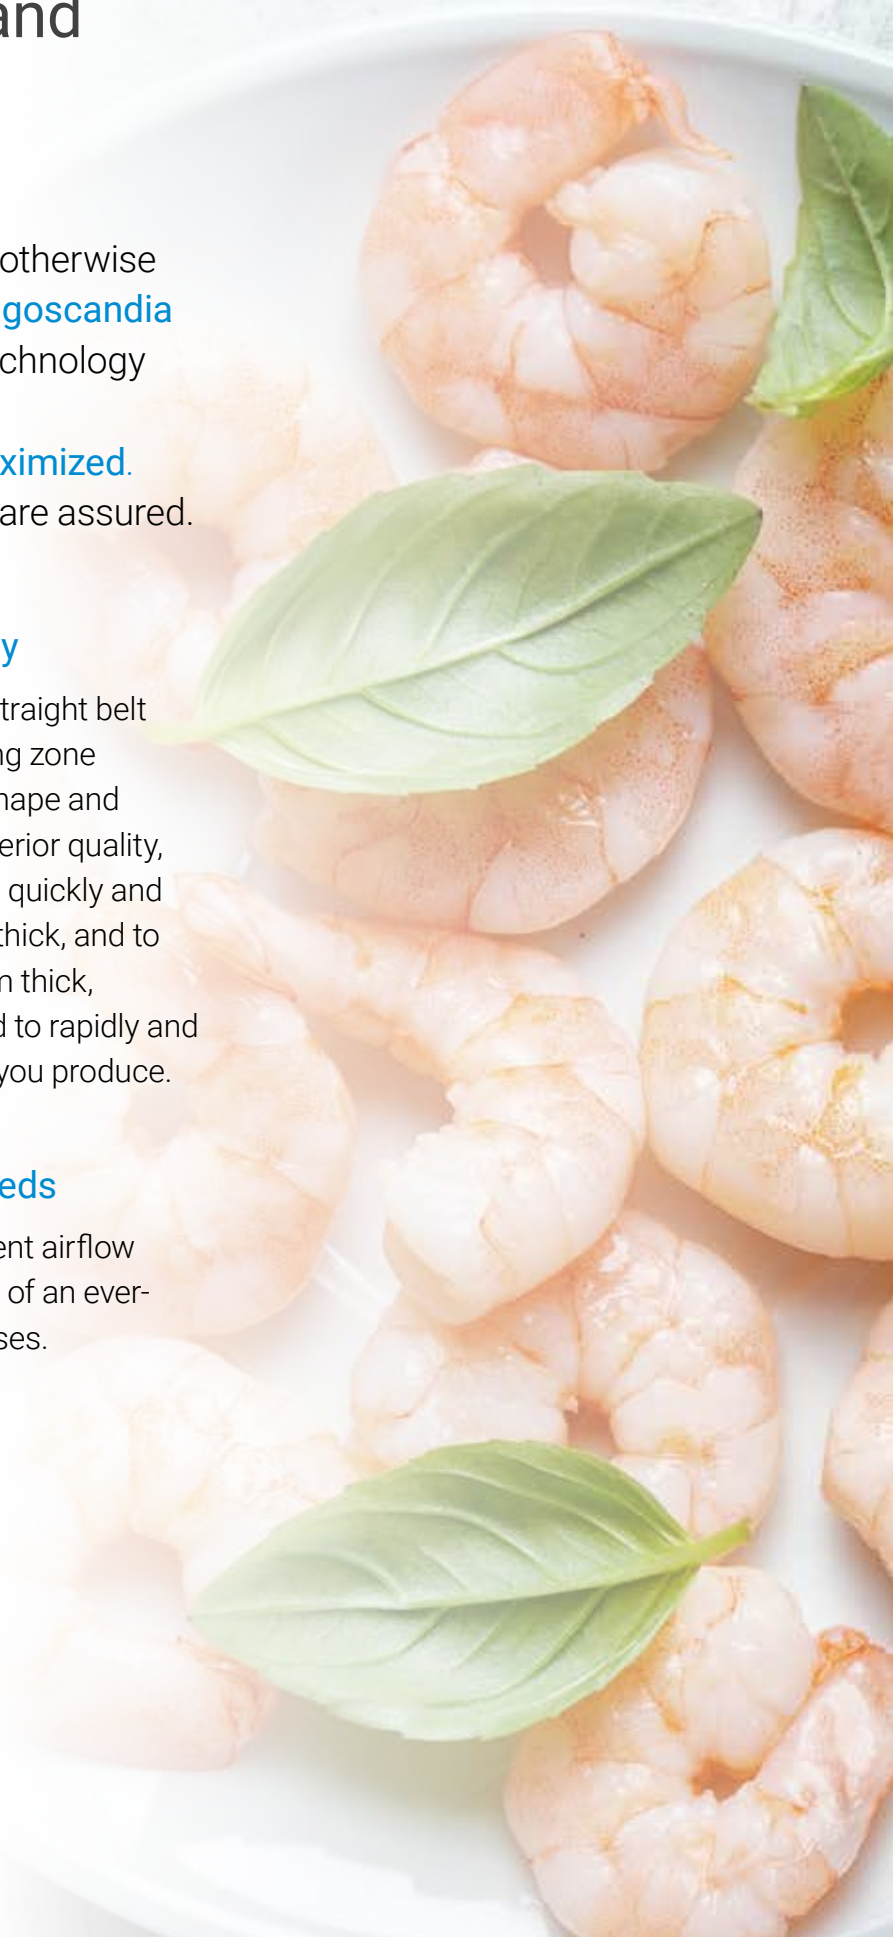 and
otherwise
goscandia
chnology
ximized.
are assured.
y
traight belt
ng zone
hape and
erior quality,
quickly and
thick, and to
n thick,
d to rapidly and
you produce.
eds
ent airflow
of an ever-
ses.